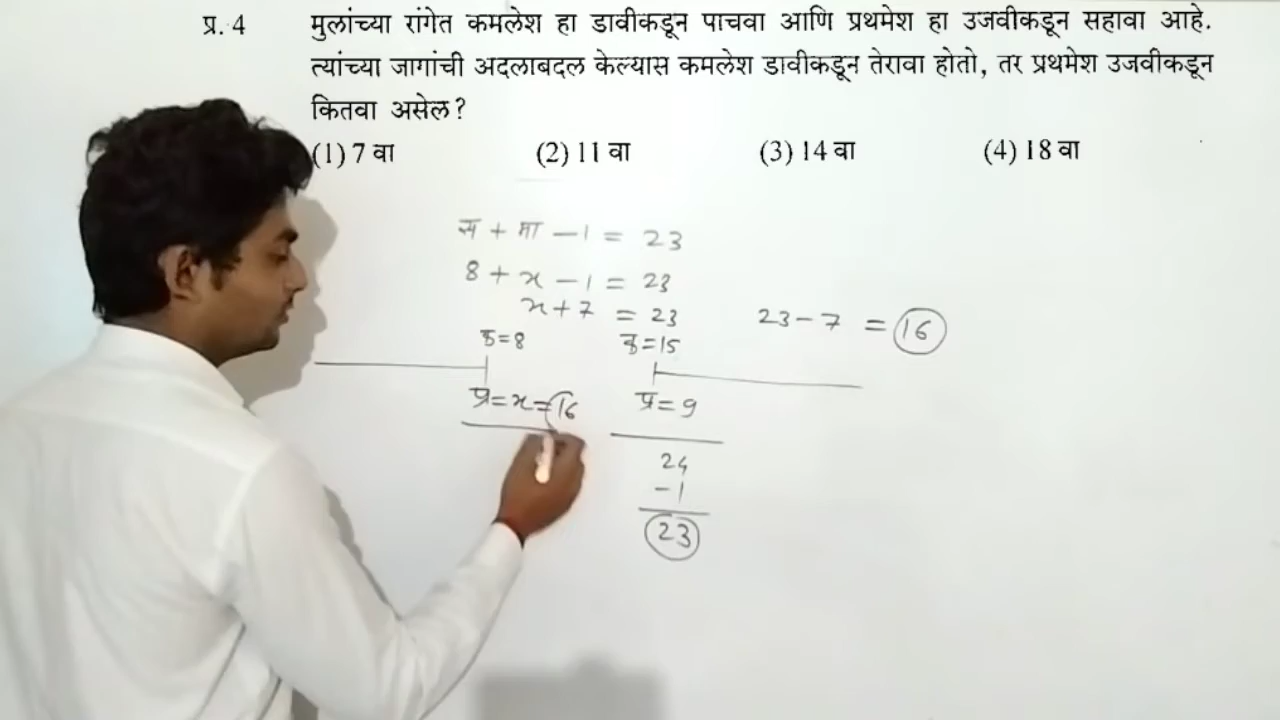 प्र. 4 मुलांच्या रांगेत कमलेश हा डावीकडून पाचवा आणि प्रथमेश हा उजवीकडून सहावा आहे.
त्यांच्या जागांची अदलाबदल केल्यास कमलेश डावीकडून तेरावा होतो, तर प्रथमेश उजवीकडून
कितवा असेल?
(1) 7 वा (2) 11 वा (3) 14 वा (4) 18 वा
स + मा - 1 = 23
8 + x - 1 = 23
x + 7 = 23 23 - 7 = 16
क=8 क=15
प्र=x=16 प्र=9
24
-1
23